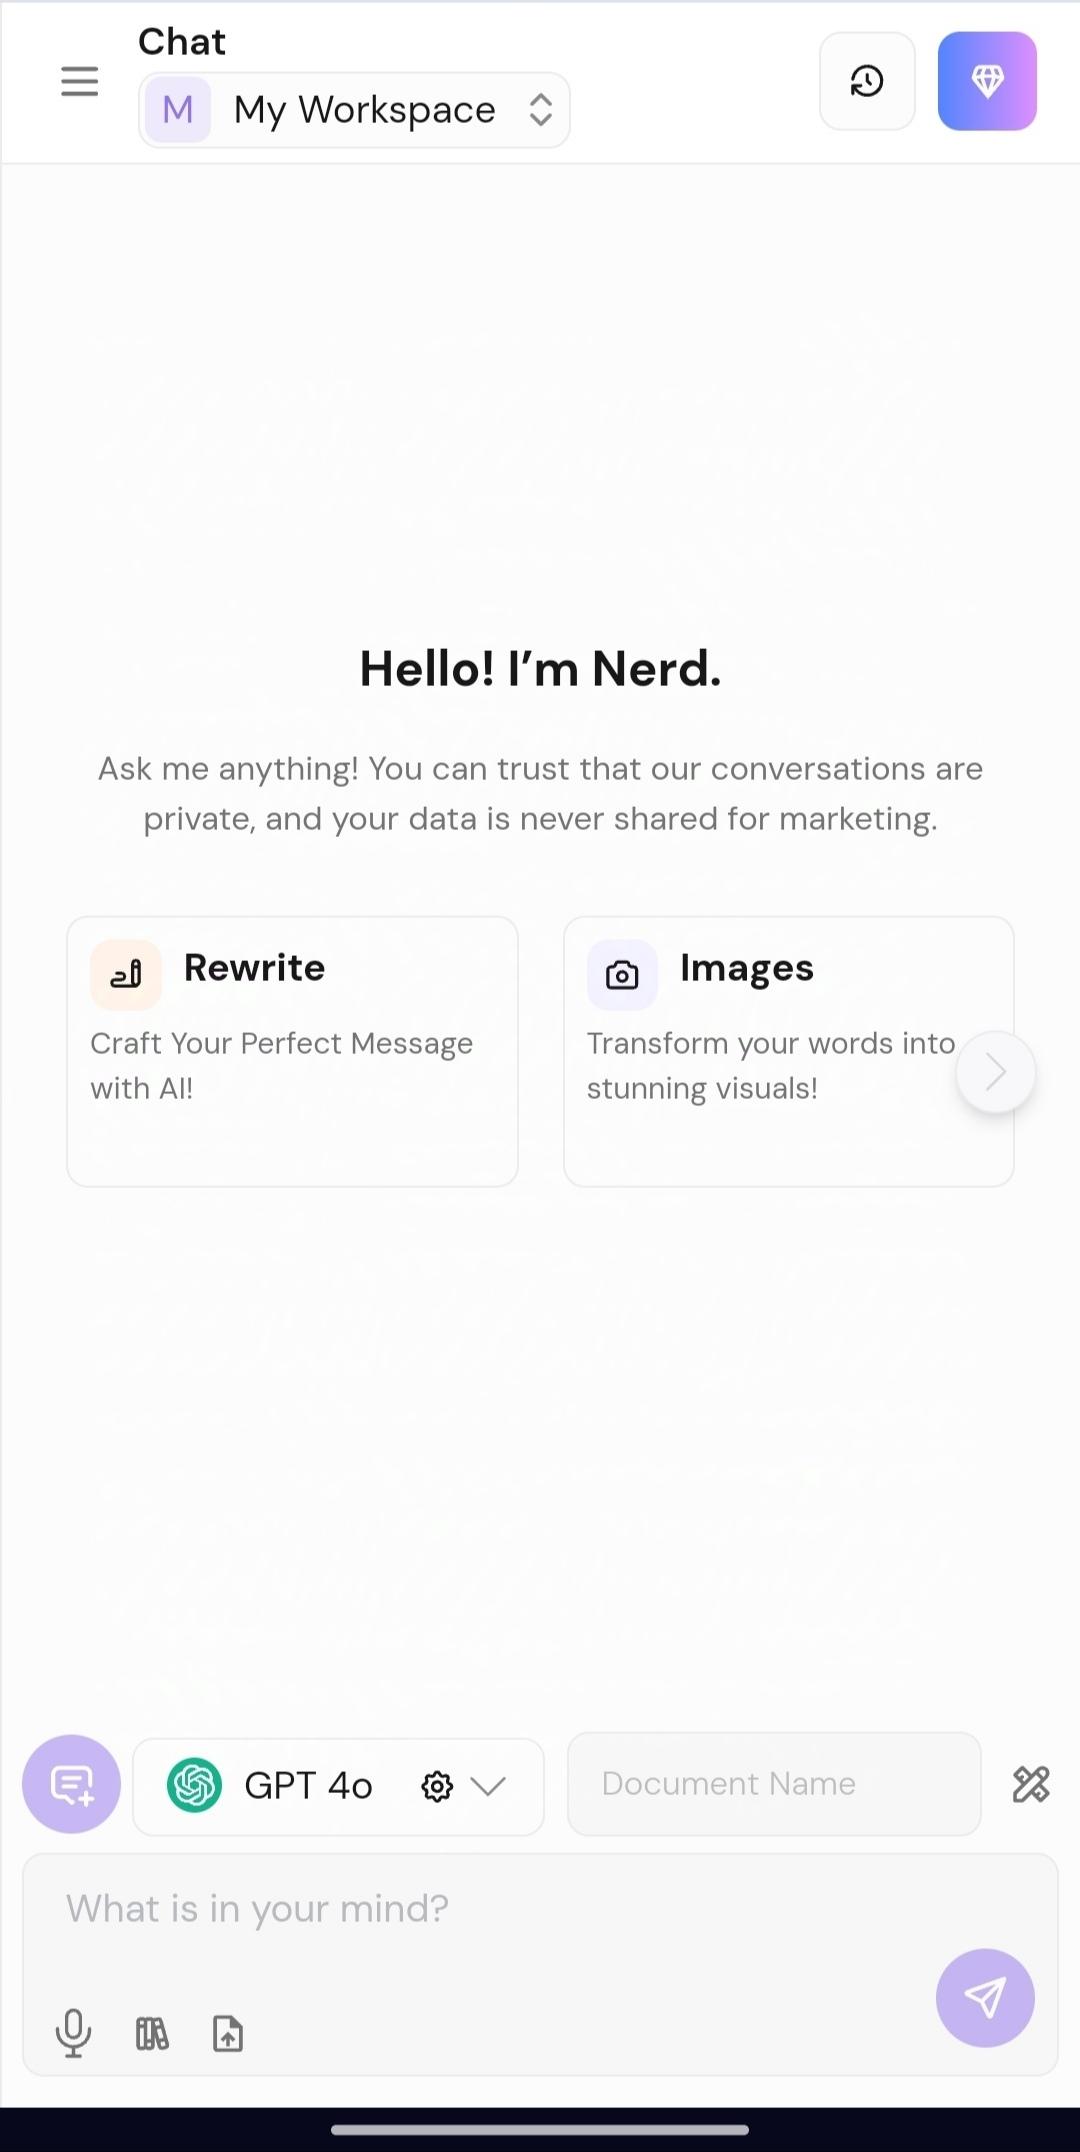 Chat
M My Workspace
Hello! I’m Nerd.
Ask me anything! You can trust that our conversations are
private, and your data is never shared for marketing.
Rewrite
Craft Your Perfect Message
with AI!
Images
Transform your words into
stunning visuals!
GPT 4o
Document Name
What is in your mind?